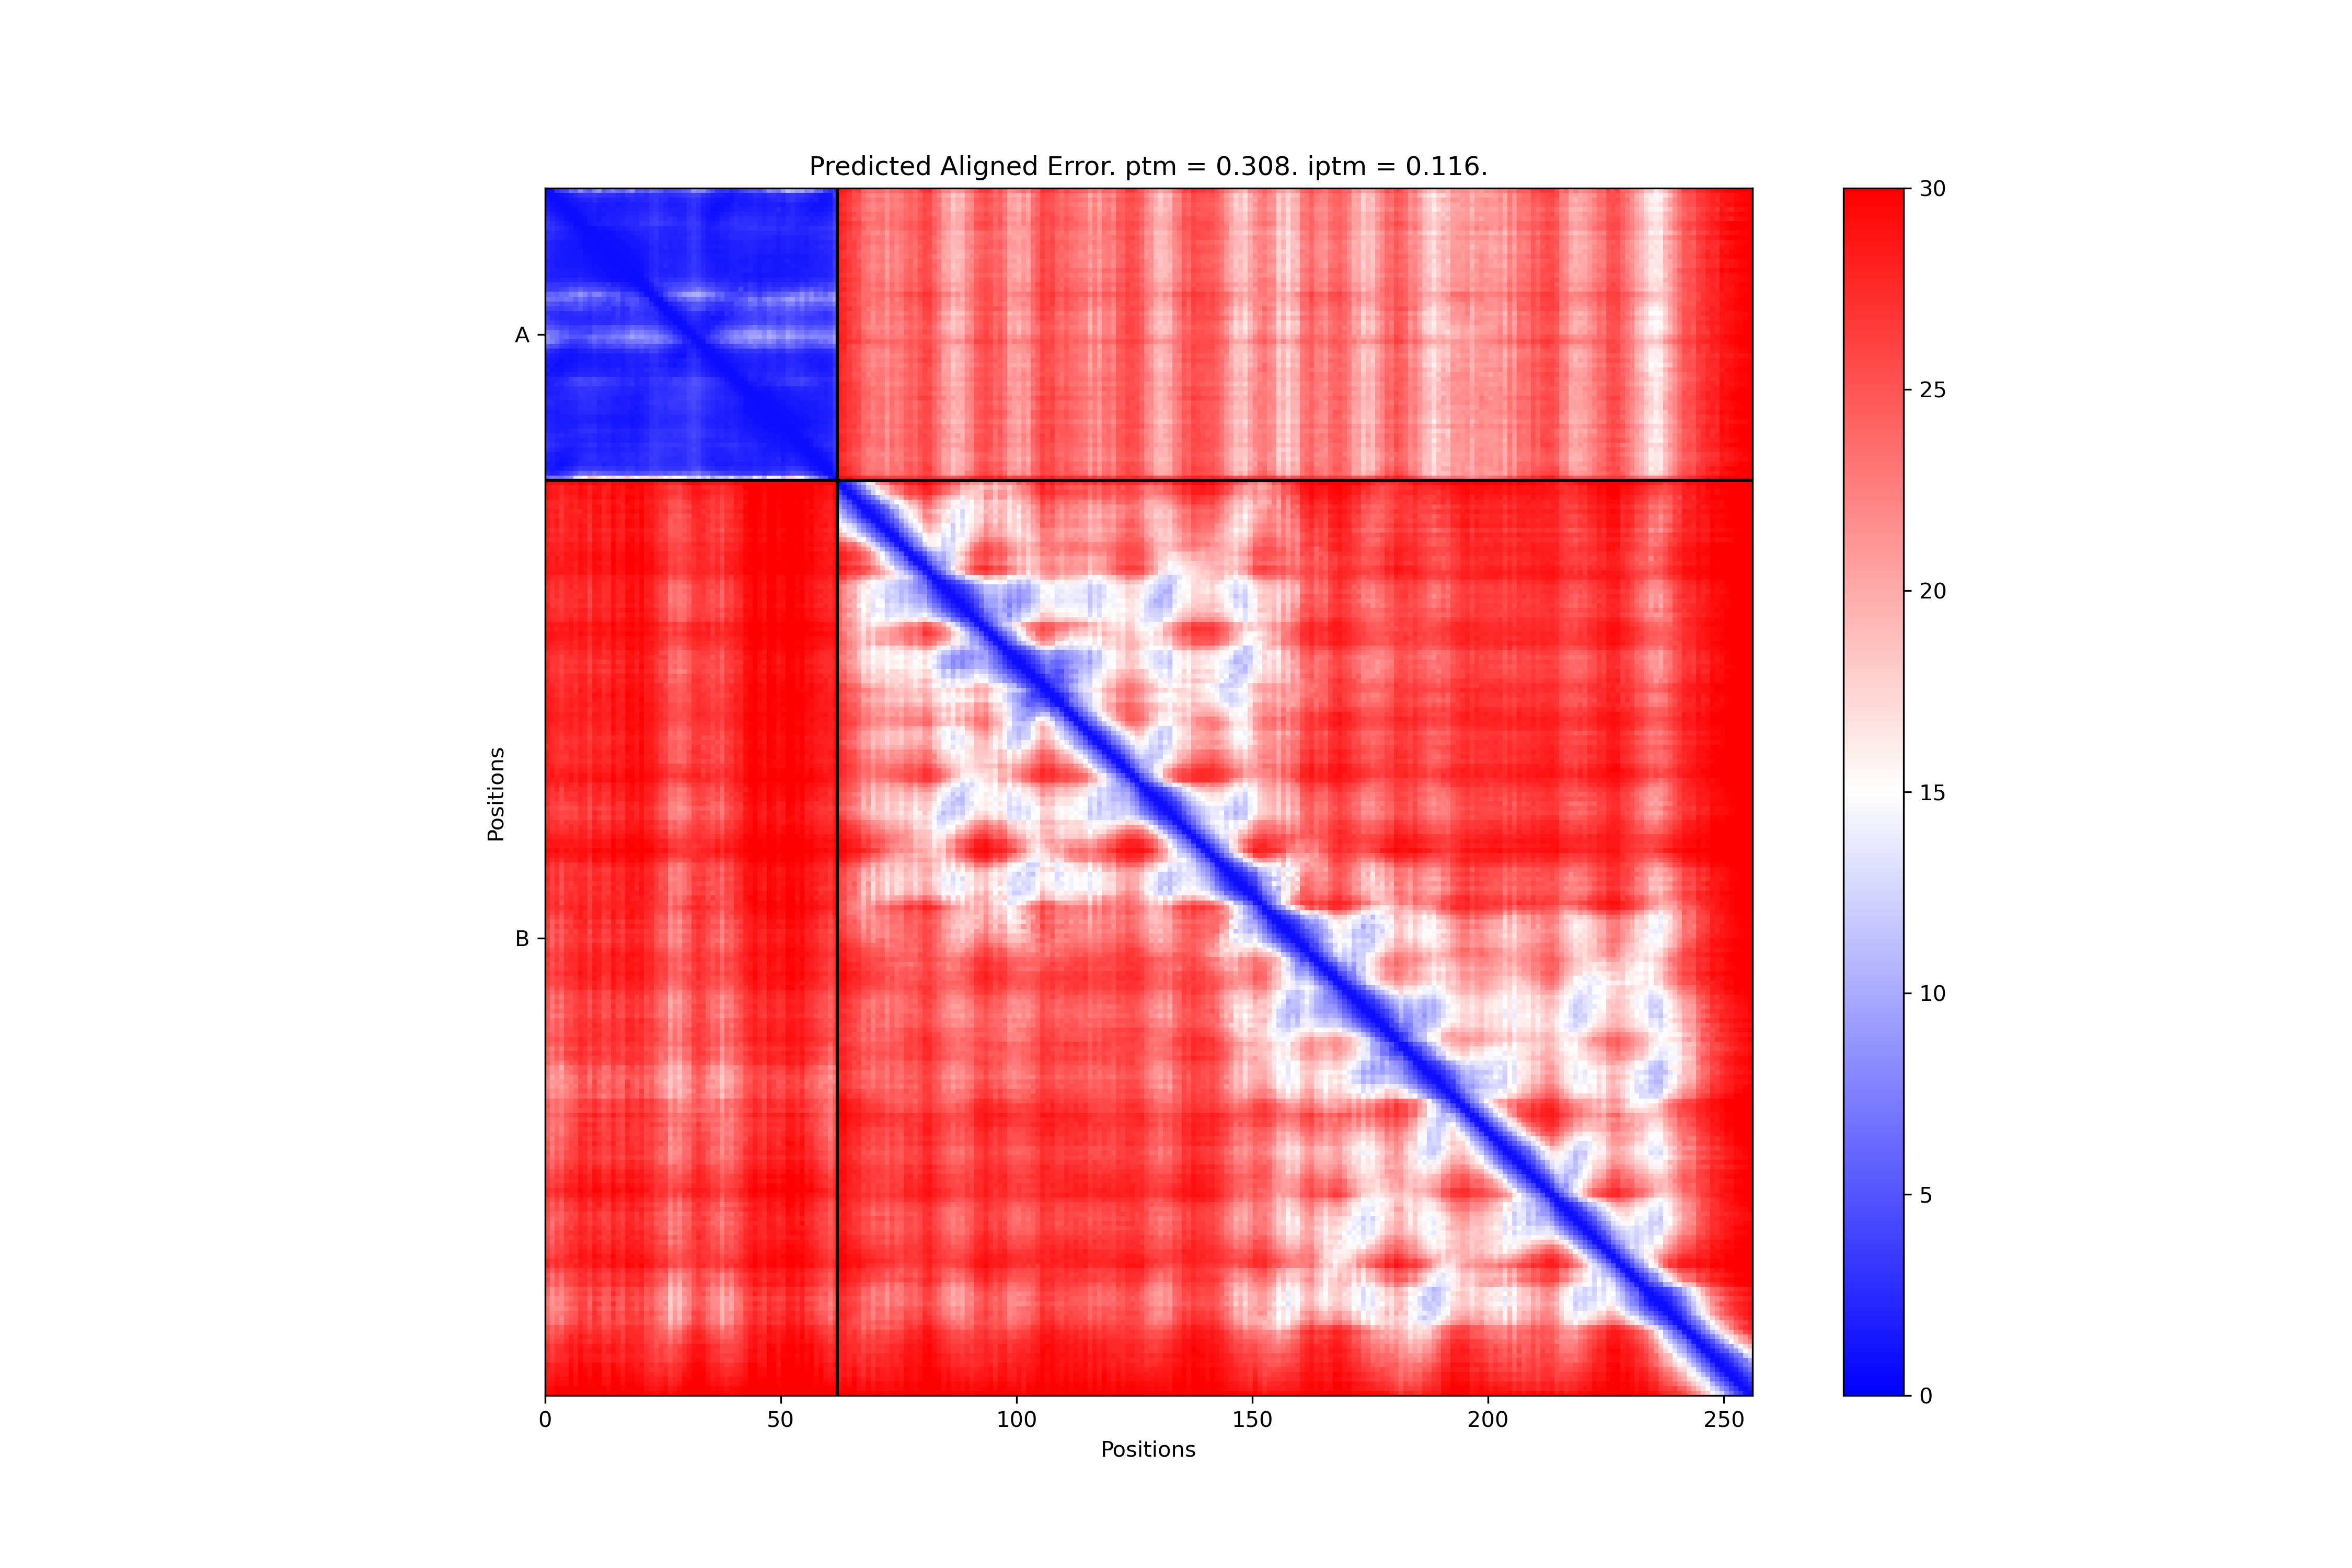 Predicted Aligned Error. ptm = 0.308. iptm = 0.116.
A
B
Positions
0
50
100
150
200
250
Positions
30
25
20
15
10
5
0